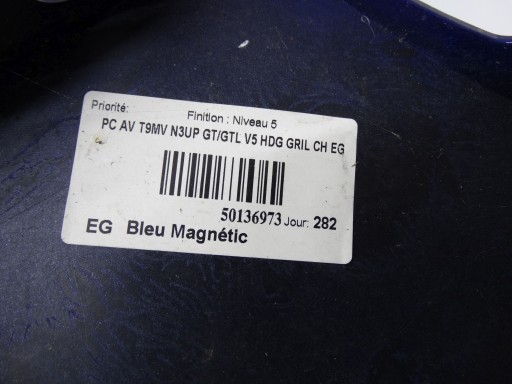 Priorité:
Finition : Niveau 5
PC AV T9MV N3UP GT/GTL V5 HDG GRIL CH EG
50136973 Jour: 282
EG Bleu Magnétic